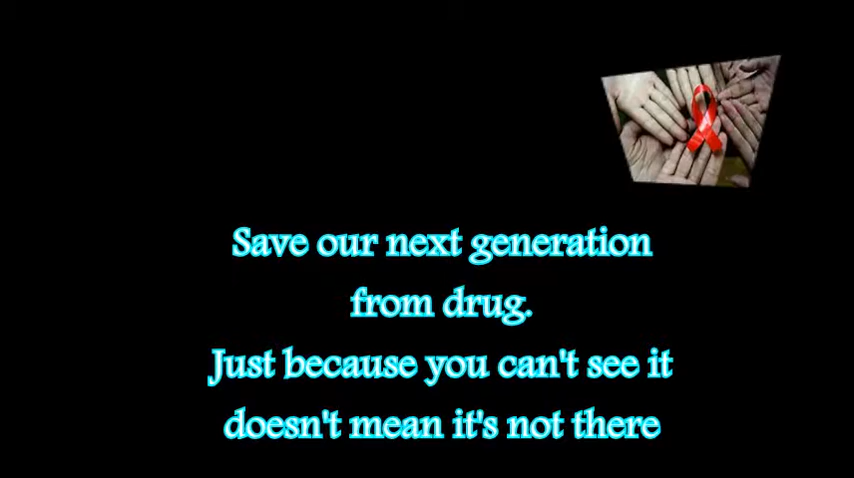 Save our next generation
from drug.
Just because you can't see it
doesn't mean it's not there